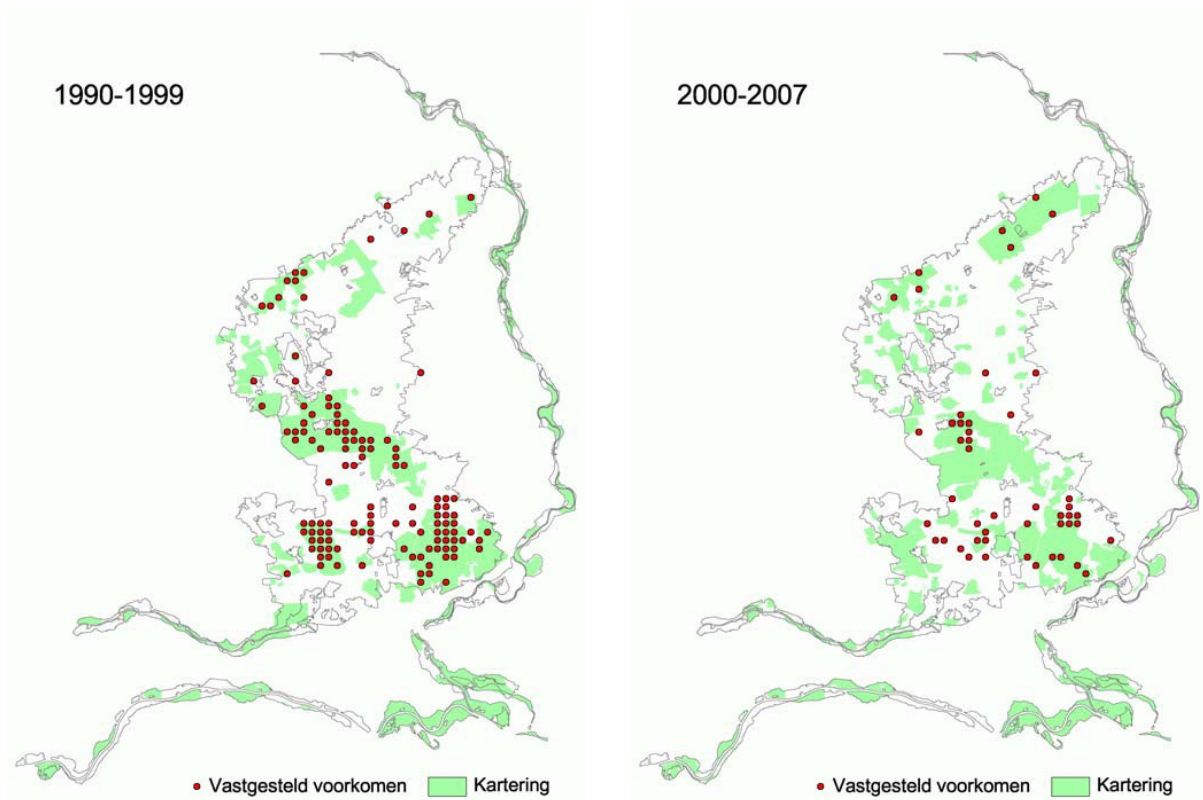 1990-1999
Vastgesteld voorkomen
Kartering
2000-2007
Vastgesteld voorkomen
Kartering